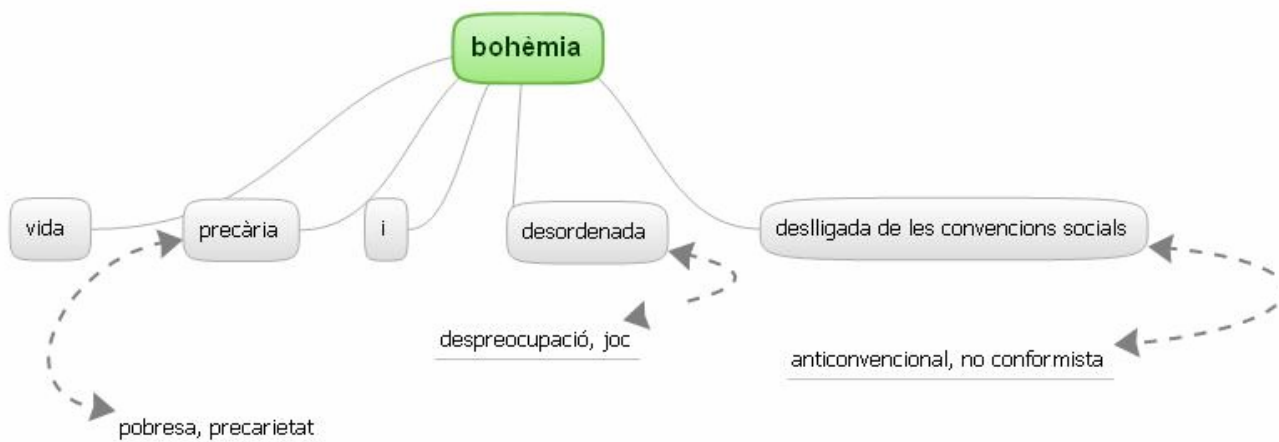 bohèmia
vida
precària
i
desordenada
deslligada de les convencions socials
despreocupació, joc
anticonvencional, no conformista
pobresa, precarietat